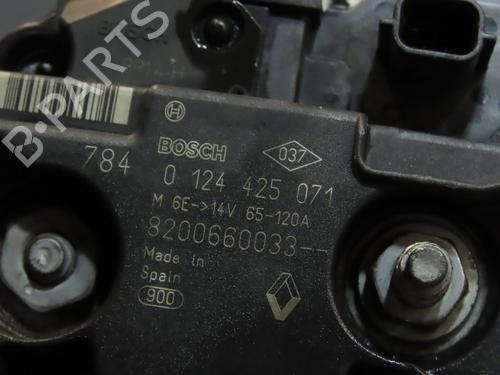 B-PARTS
BOSCH
037
784 0 124 425 071
M 6E->14V 65-120A
8200660033--
Made in
Spain
900